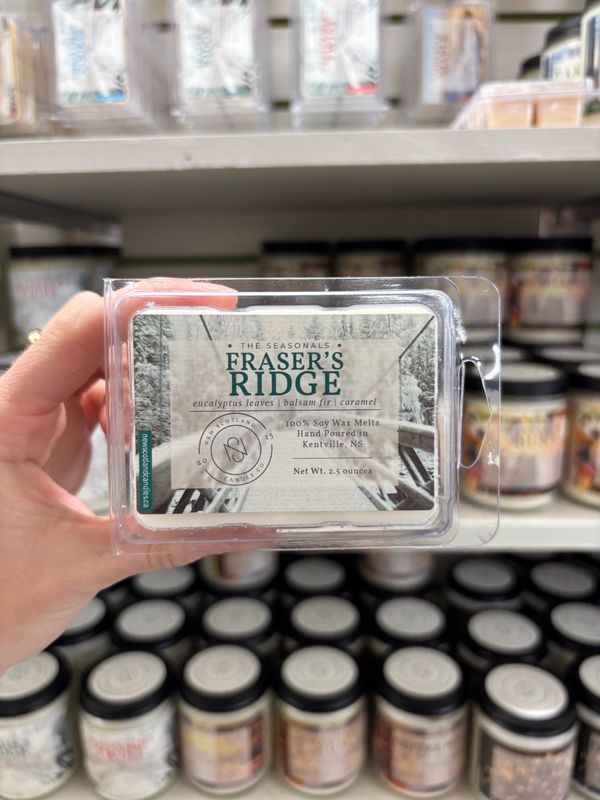 • THE SEASONALS •
FRASER'S
RIDGE
eucalyptus leaves | balsam fir | caramel
NEW SCOTLAND
20 15
CANDLE CO.
100% Soy Wax Melts
Hand Poured in
Kentville, NS
Net Wt. 2.5 ounces
newscotlandcandles.ca